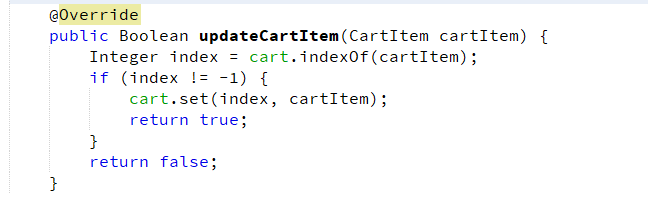 @Override
public Boolean updateCartItem(CartItem cartItem) {
    Integer index = cart.indexOf(cartItem);
    if (index != -1) {
        cart.set(index, cartItem);
        return true;
    }
    return false;
}